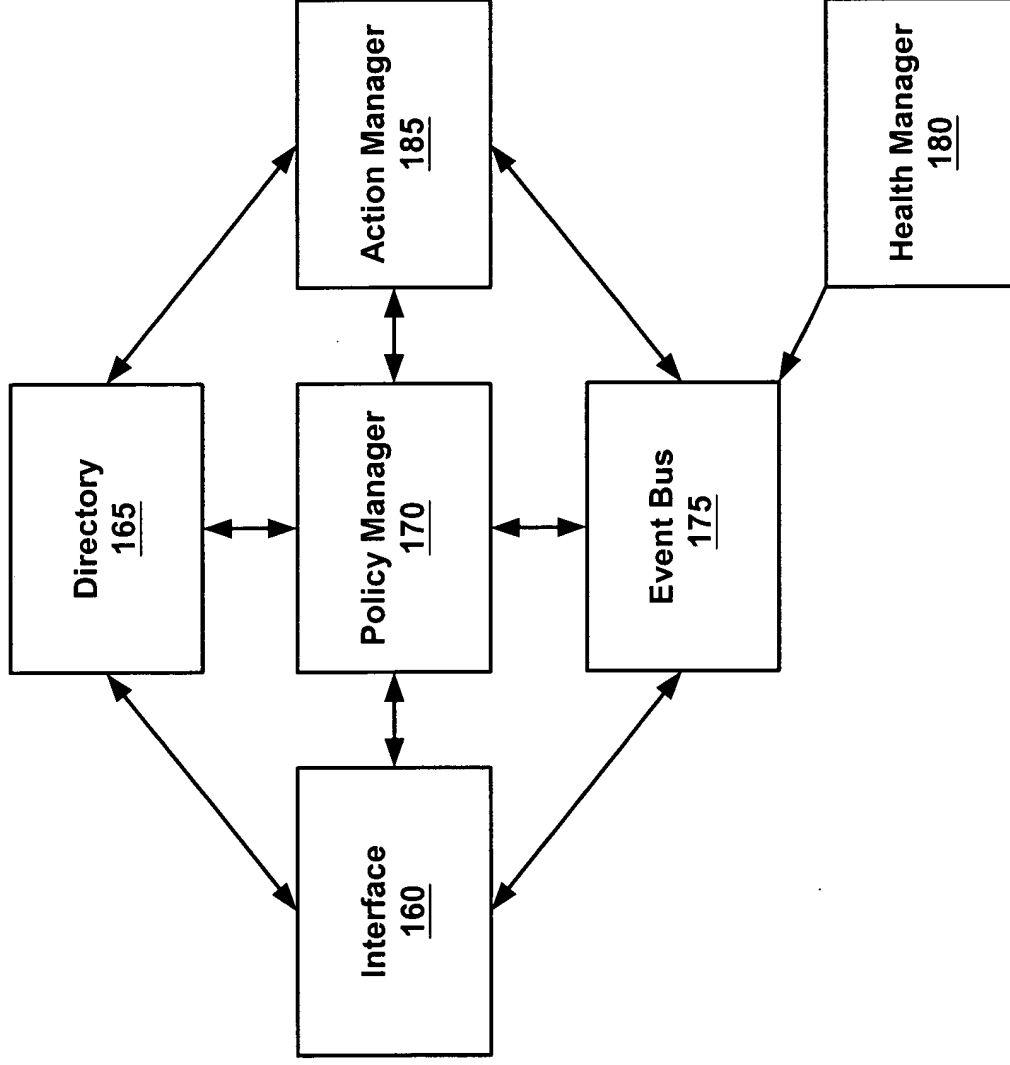 Directory
165
Interface
160
Policy Manager
170
Action Manager
185
Event Bus
175
Health Manager
180